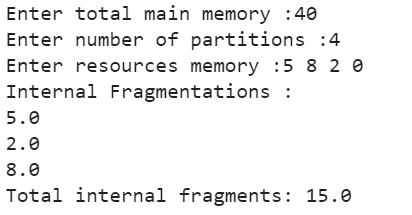 Enter total main memory :40
Enter number of partitions :4
Enter resources memory :5 8 2 0
Internal Fragmentations :
5.0
2.0
8.0
Total internal fragments: 15.0